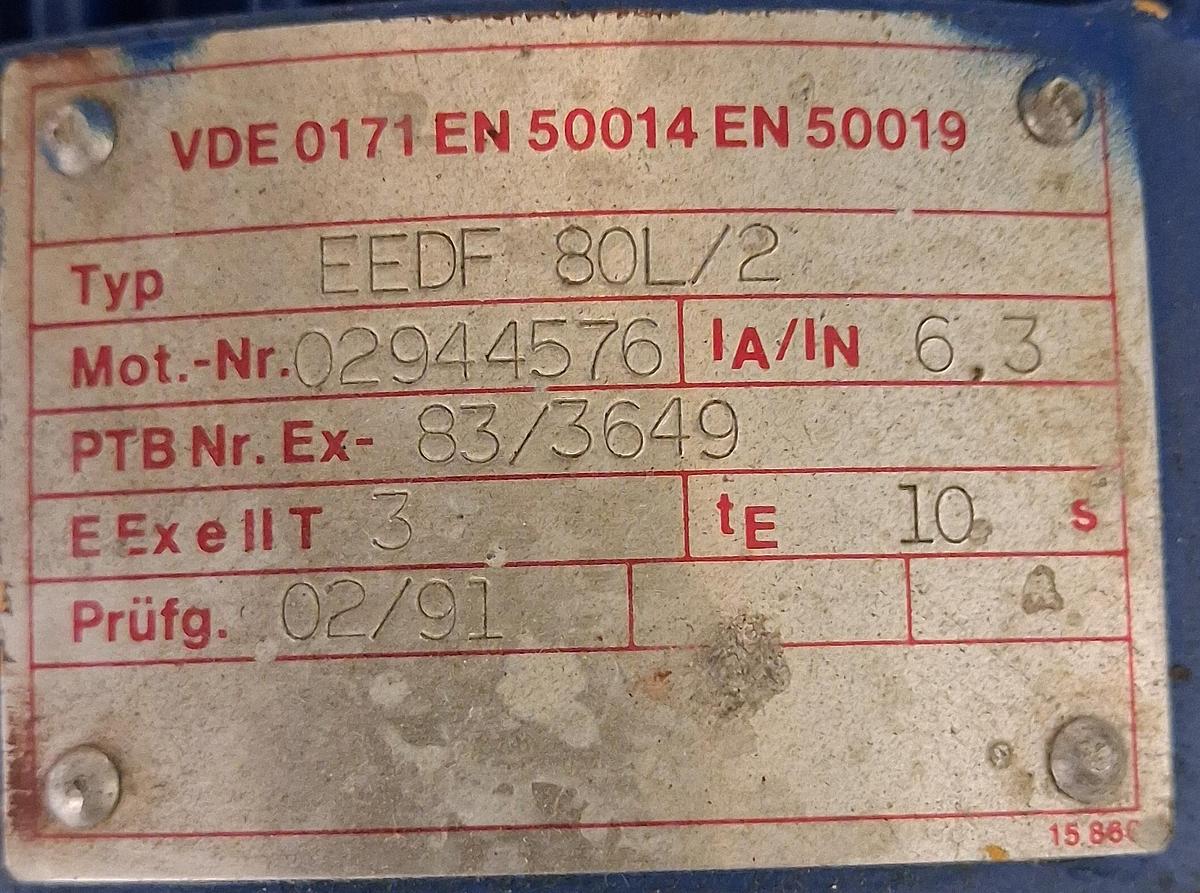 VDE 0171 EN 50014 EN 50019
Typ EEDF 80L/2
Mot.-Nr. 02944576 IA/IN 6,3
PTB Nr. Ex- 83/3649
E Ex e II T 3 tE 10 s
Prüfg. 02/91
A